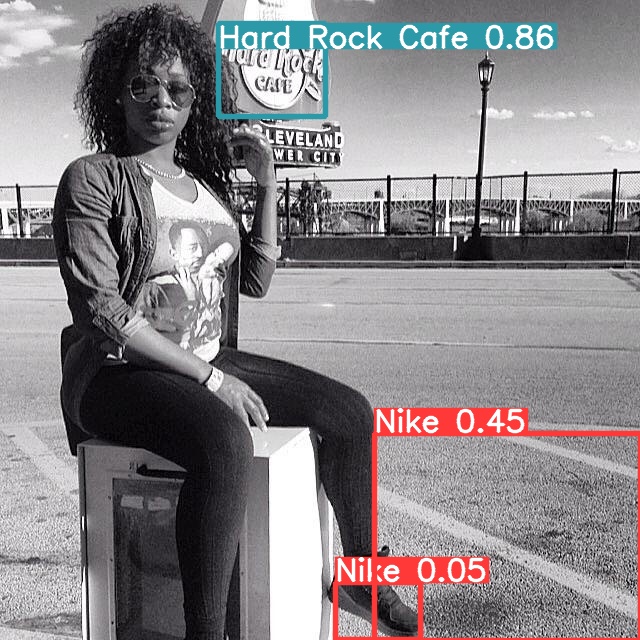 Hard Rock Cafe 0.86
Hard Rock
CAFE
CLEVELAND
WER CITY
Nike 0.45
Nike 0.05